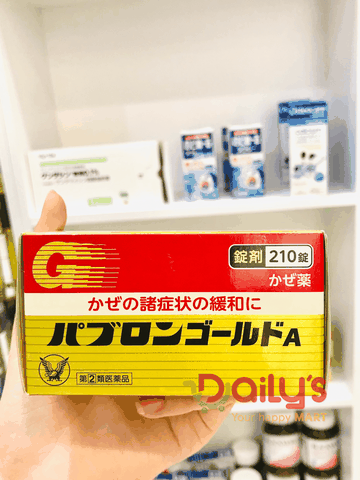 G
錠剤 210錠
かぜ薬
かぜの諸症状の緩和に
パブロンゴールドA
第②類医薬品
Daily's
MART